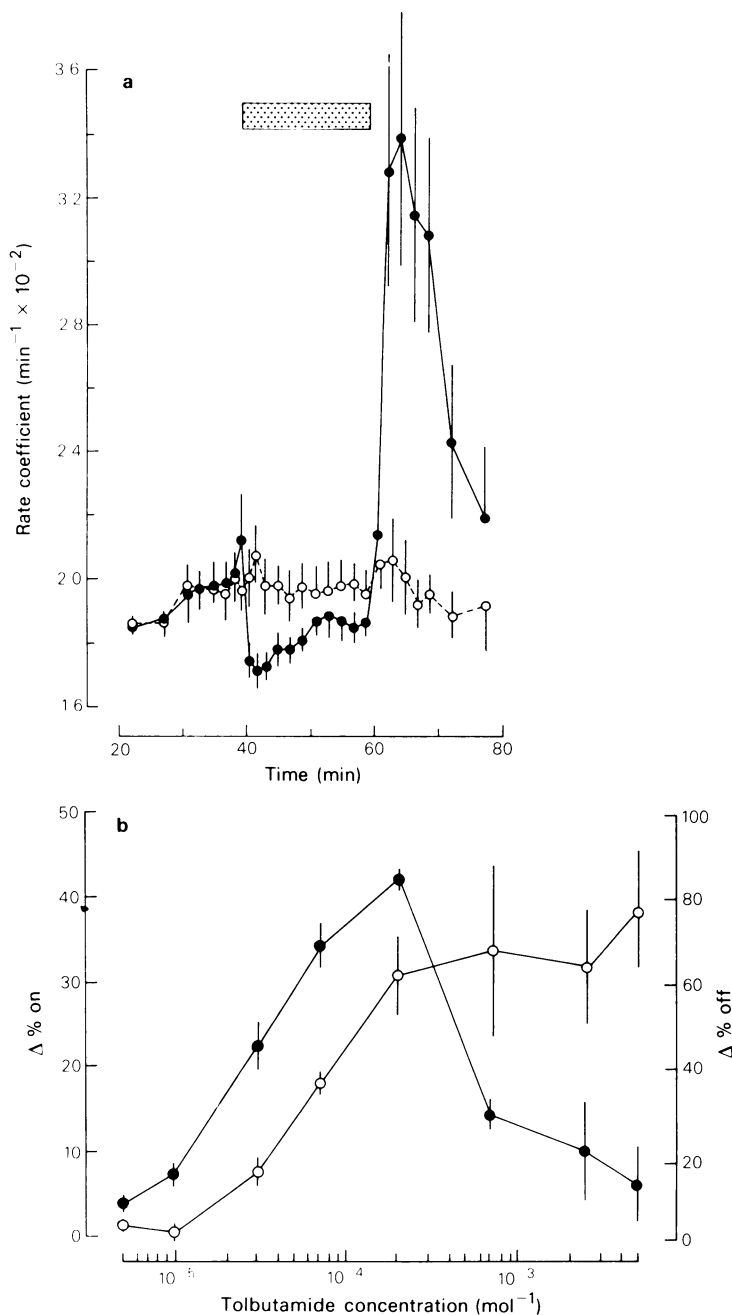 a
3 6
3 2
2 8
2 4
2 0
1 6
Rate coefficient (min⁻¹ × 10⁻²)
20 40 60 80
Time (min)
b
50
40
30
20
10
0
Δ % on
100
80
60
40
20
0
Δ % off
10⁻⁵ 10⁻⁴ 10⁻³
Tolbutamide concentration (mol⁻¹)